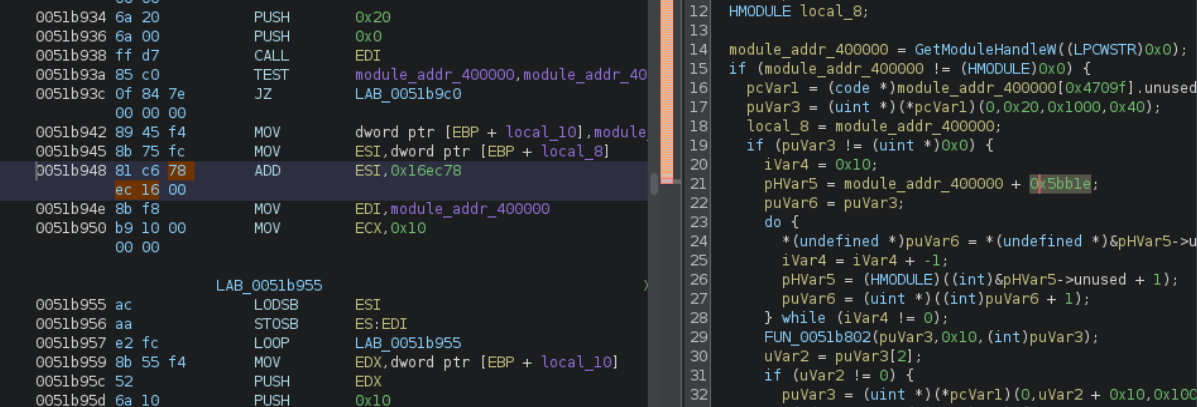 0051b934 6a 20 PUSH 0x20
0051b936 6a 00 PUSH 0x0
0051b938 ff d7 CALL EDI
0051b93a 85 c0 TEST module_addr_400000,module_addr_40
0051b93c 0f 84 7e JZ LAB_0051b9c0
00 00 00
0051b942 89 45 f4 MOV dword ptr [EBP + local_10],module_
0051b945 8b 75 fc MOV ESI,dword ptr [EBP + local_8]
0051b948 81 c6 78 ADD ESI,0x16ec78
ec 16 00
0051b94e 8b f8 MOV EDI,module_addr_400000
0051b950 b9 10 00 MOV ECX,0x10
00 00
LAB_0051b955
0051b955 ac LODSB ESI
0051b956 aa STOSB ES:EDI
0051b957 e2 fc LOOP LAB_0051b955
0051b959 8b 55 f4 MOV EDX,dword ptr [EBP + local_10]
0051b95c 52 PUSH EDX
0051b95d 6a 10 PUSH 0x10
12 HMODULE local_8;
13
14 module_addr_400000 = GetModuleHandleW((LPCWSTR)0x0);
15 if (module_addr_400000 != (HMODULE)0x0) {
16 pcVar1 = (code *)module_addr_400000[0x4709f].unused
17 puVar3 = (uint *)(*pcVar1)(0,0x20,0x1000,0x40);
18 local_8 = module_addr_400000;
19 if (puVar3 != (uint *)0x0) {
20 iVar4 = 0x10;
21 pHVar5 = module_addr_400000 + 0x5bb1e;
22 puVar6 = puVar3;
23 do {
24 *(undefined *)puVar6 = *(undefined *)&pHVar5->u
25 iVar4 = iVar4 + -1;
26 pHVar5 = (HMODULE)((int)&pHVar5->unused + 1);
27 puVar6 = (uint *)((int)puVar6 + 1);
28 } while (iVar4 != 0);
29 FUN_0051b802(puVar3,0x10,(int)puVar3);
30 uVar2 = puVar3[2];
31 if (uVar2 != 0) {
32 puVar3 = (uint *)(*pcVar1)(0,uVar2 + 0x10,0x100